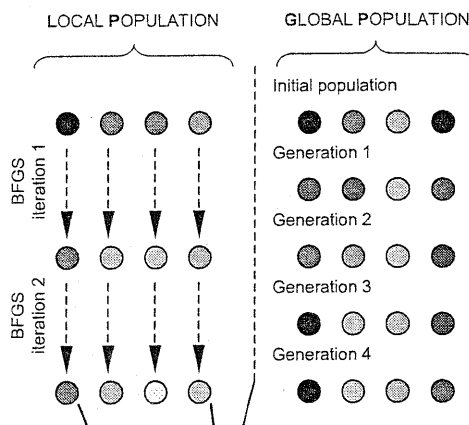 LOCAL POPULATION
BFGS
iteration 1
BFGS
iteration 2
GLOBAL POPULATION
Initial population
Generation 1
Generation 2
Generation 3
Generation 4